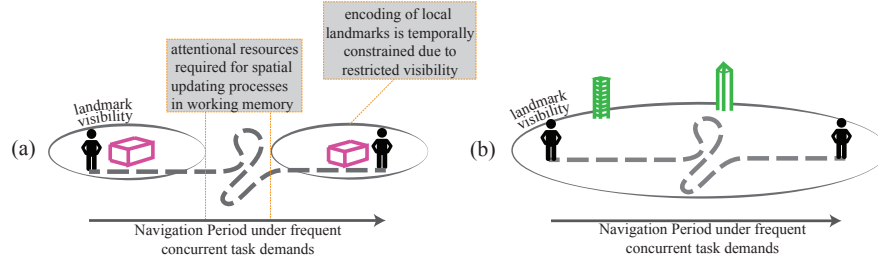 attentional resources
required for spatial
updating processes
in working memory
encoding of local
landmarks is temporally
constrained due to
restricted visibility
landmark
visibility
(a)
Navigation Period under frequent
concurrent task demands
landmark
visibility
(b)
Navigation Period under frequent
concurrent task demands